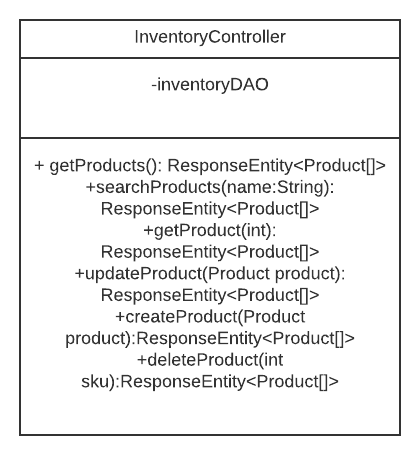 InventoryController
-inventoryDAO
+ getProducts(): ResponseEntity<Product[]>
+searchProducts(name:String):
ResponseEntity<Product[]>
+getProduct(int):
ResponseEntity<Product[]>
+updateProduct(Product product):
ResponseEntity<Product[]>
+createProduct(Product
product):ResponseEntity<Product[]>
+deleteProduct(int
sku):ResponseEntity<Product[]>